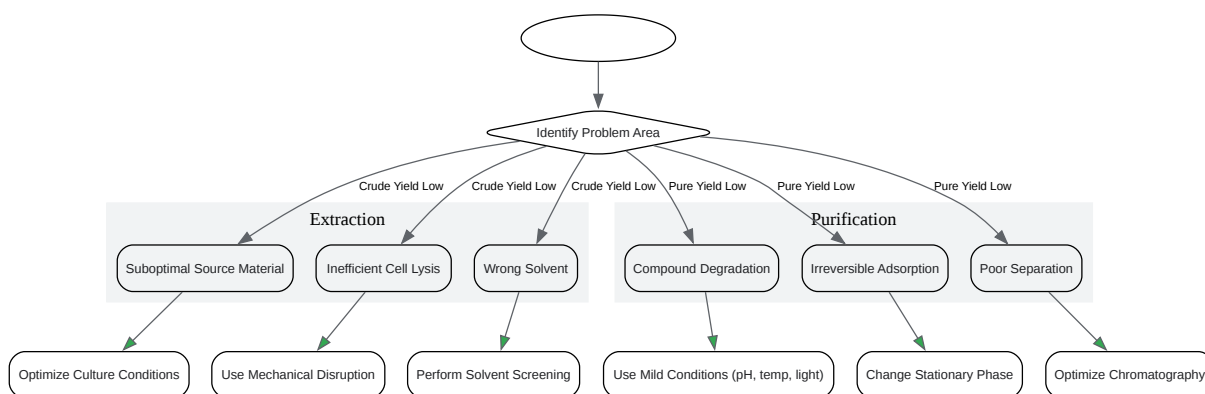 Identify Problem Area
Crude Yield Low
Crude Yield Low
Crude Yield Low
Pure Yield Low
Pure Yield Low
Pure Yield Low
Extraction
Purification
Suboptimal Source Material
Inefficient Cell Lysis
Wrong Solvent
Compound Degradation
Irreversible Adsorption
Poor Separation
Optimize Culture Conditions
Use Mechanical Disruption
Perform Solvent Screening
Use Mild Conditions (pH, temp, light)
Change Stationary Phase
Optimize Chromatography